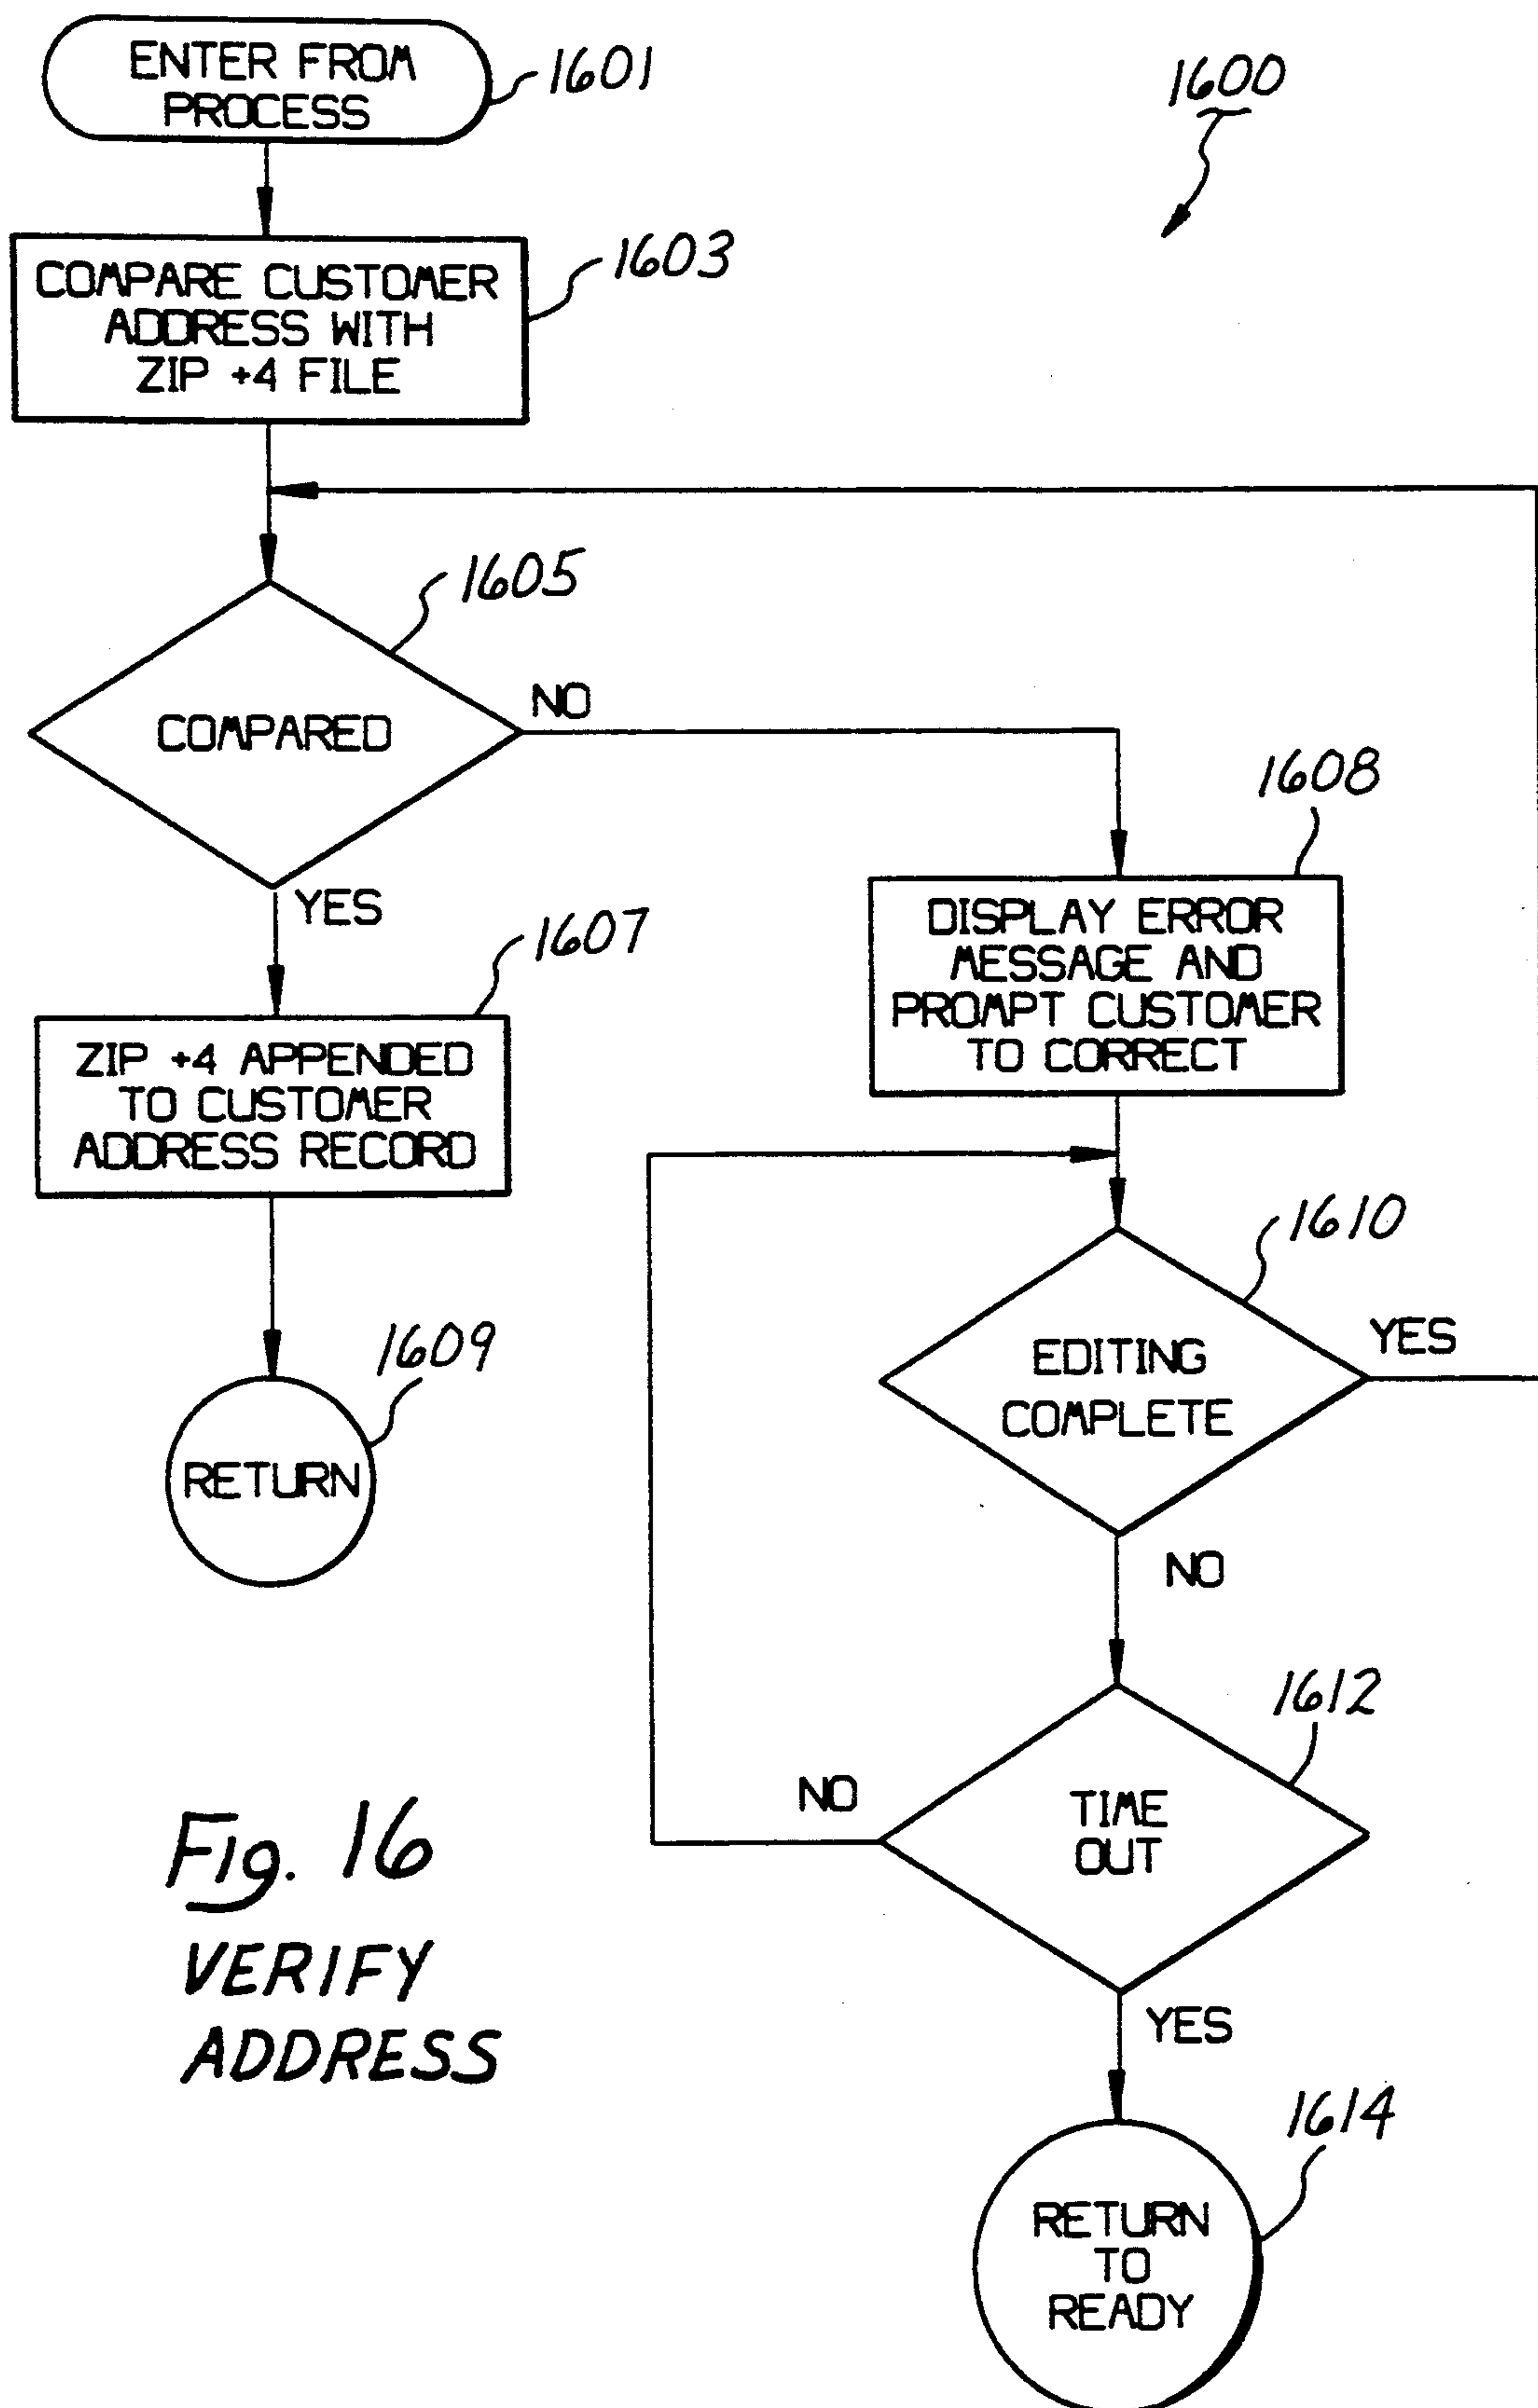 ENTER FROM
PROCESS
1601
1600
COMPARE CUSTOMER
ADDRESS WITH
ZIP +4 FILE
1603
COMPARED
1605
NO
YES
1608
DISPLAY ERROR
MESSAGE AND
PROMPT CUSTOMER
TO CORRECT
1607
ZIP +4 APPENDED
TO CUSTOMER
ADDRESS RECORD
1609
RETURN
1610
EDITING
COMPLETE
YES
NO
1612
TIME
OUT
NO
YES
1614
RETURN
TO
READY
Fig. 16
VERIFY
ADDRESS